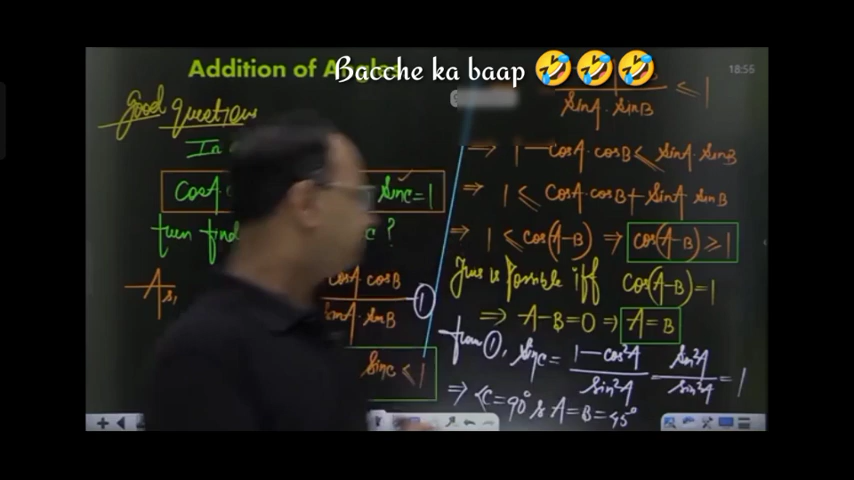 Addition of Angles
Bacche ka baap 🤣🤣🤣
18:56
Good question
In
CosA. sinc=1
then find c ?
As,
cosA cosB
sinA . sinB
1
sinc ≤ 1
sinA . sinB ≤ 1
⇒ 1-cosA.cosB ≤ sinA.sinB
⇒ 1 ≤ cosA.cosB + sinA sinB
⇒ 1 ≤ cos(A-B) ⇒ cos(A-B) ≥ 1
This is possible iff cos(A-B)=1
⇒ A-B=0 ⇒ A=B
from ①, sinc = 1-cos²A / sin²A = sin²A / sin²A = 1
⇒ ∠C=90° & A=B=45°